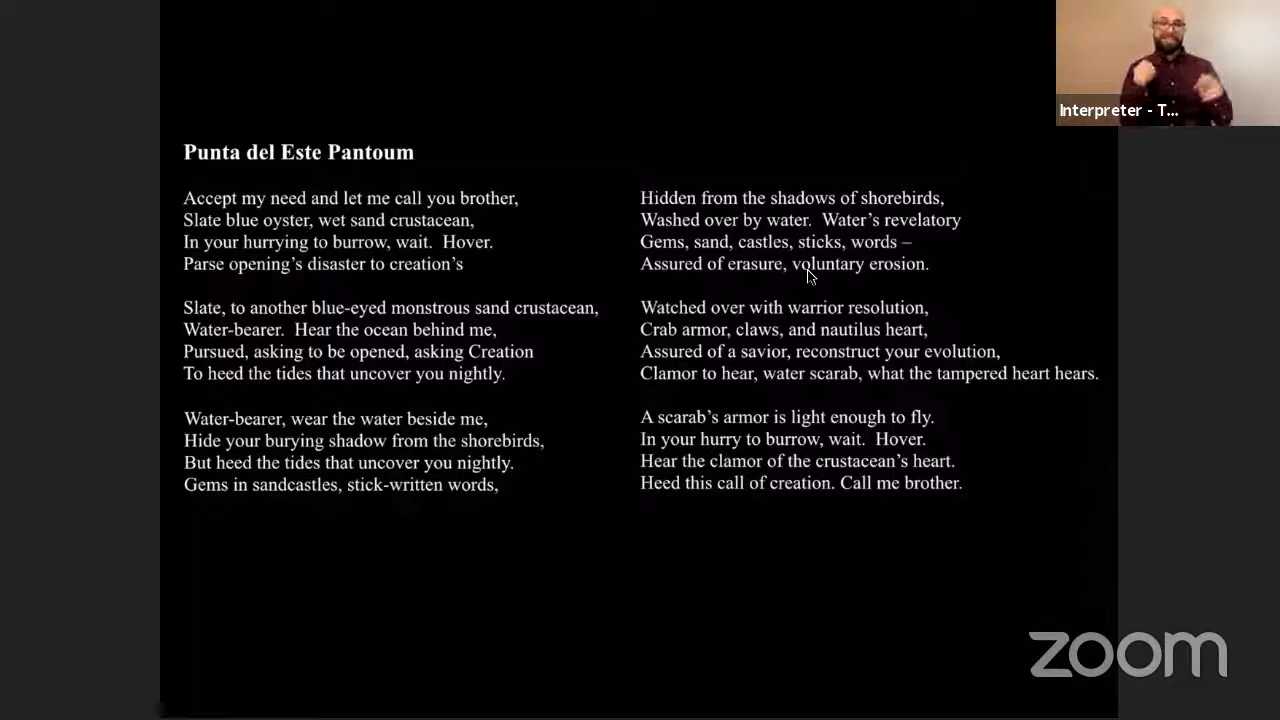 Punta del Este Pantoum
Accept my need and let me call you brother,
Slate blue oyster, wet sand crustacean,
In your hurrying to burrow, wait.  Hover.
Parse opening’s disaster to creation’s
Slate, to another blue-eyed monstrous sand crustacean,
Water-bearer.  Hear the ocean behind me,
Pursued, asking to be opened, asking Creation
To heed the tides that uncover you nightly.
Water-bearer, wear the water beside me,
Hide your burying shadow from the shorebirds,
But heed the tides that uncover you nightly.
Gems in sandcastles, stick-written words,
Hidden from the shadows of shorebirds,
Washed over by water.  Water’s revelatory
Gems, sand, castles, sticks, words –
Assured of erasure, voluntary erosion.
Watched over with warrior resolution,
Crab armor, claws, and nautilus heart,
Assured of a savior, reconstruct your evolution,
Clamor to hear, water scarab, what the tampered heart hears.
A scarab’s armor is light enough to fly.
In your hurry to burrow, wait.  Hover.
Hear the clamor of the crustacean’s heart.
Heed this call of creation. Call me brother.
Interpreter - T...
zoom